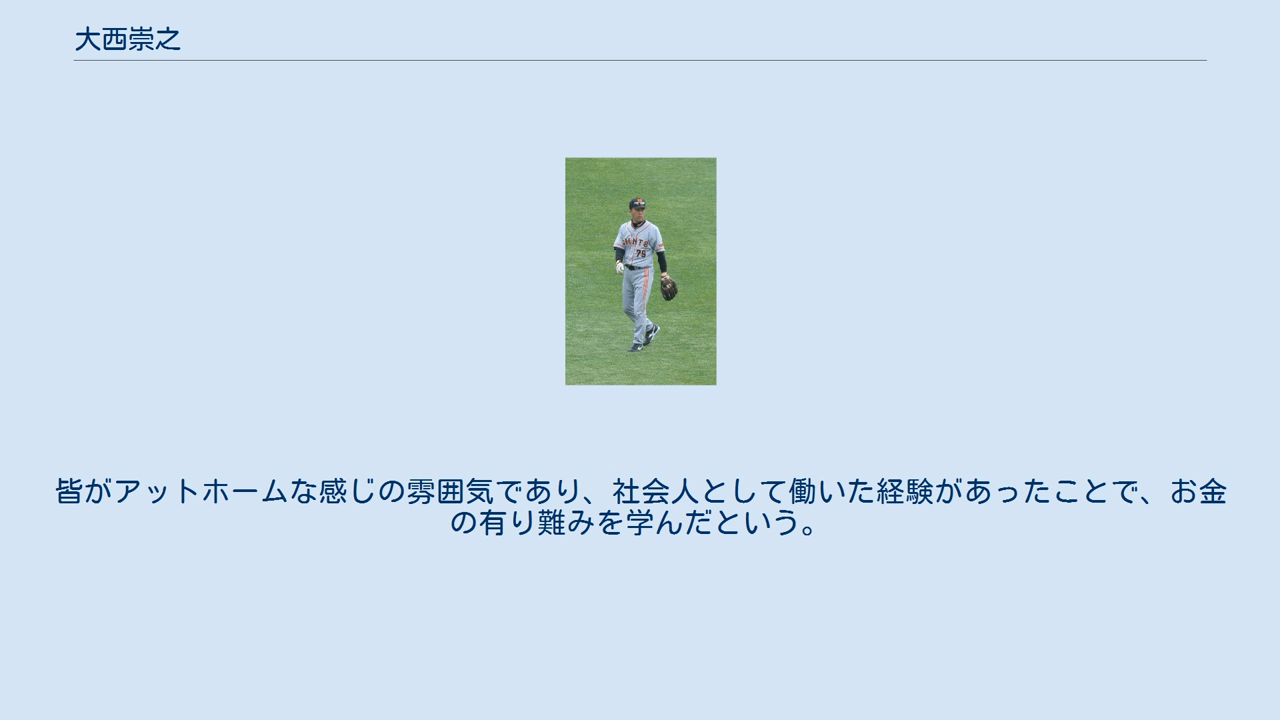 大西崇之
GIANTS
76
皆がアットホームな感じの雰囲気であり、社会人として働いた経験があったことで、お金
の有り難みを学んだという。